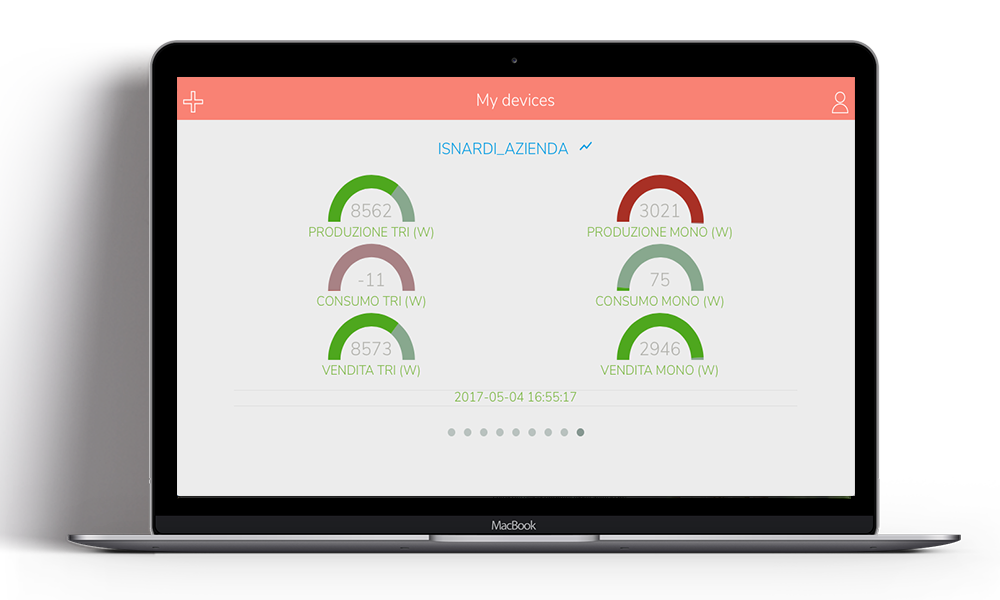 My devices
ISNARDI_AZIENDA
8562
PRODUZIONE TRI (W)
3021
PRODUZIONE MONO (W)
-11
CONSUMO TRI (W)
75
CONSUMO MONO (W)
8573
VENDITA TRI (W)
2946
VENDITA MONO (W)
2017-05-04 16:55:17
MacBook